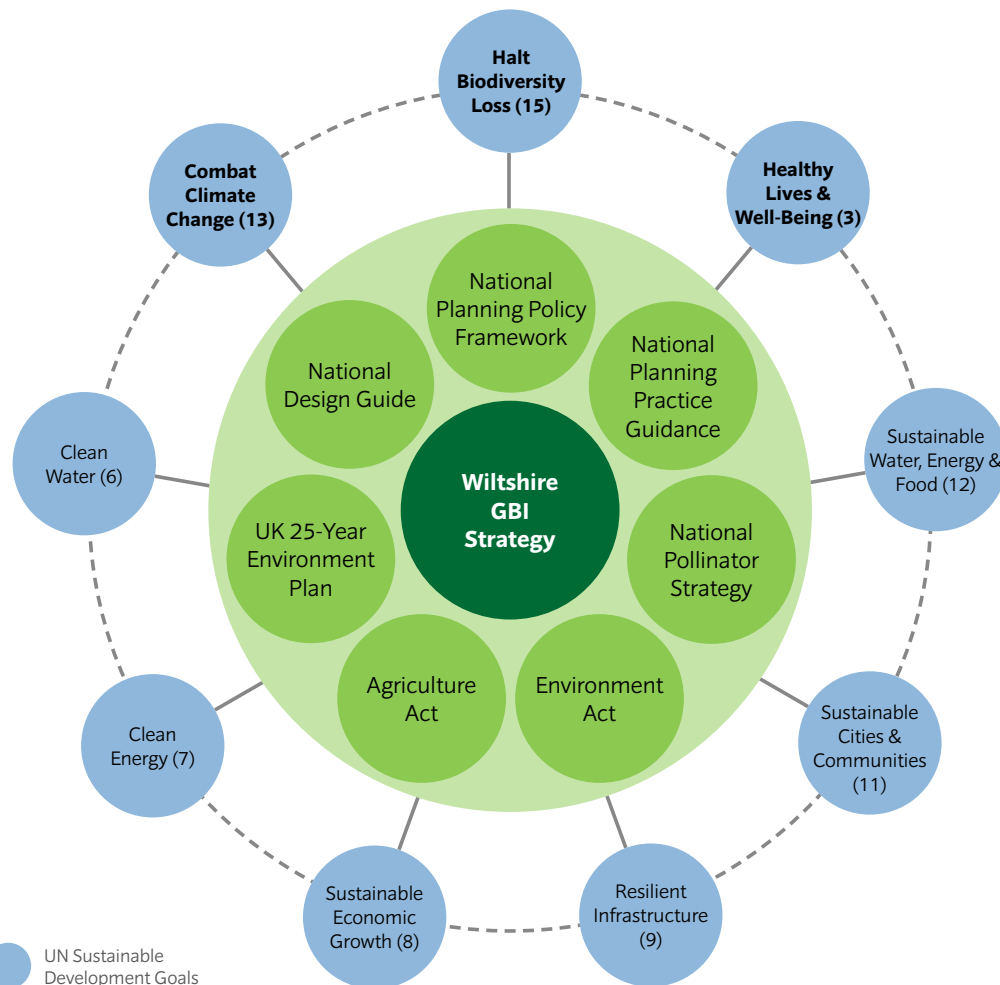 Halt
Biodiversity
Loss (15)
Combat
Climate
Change (13)
Healthy
Lives &
Well-Being (3)
National
Planning Policy
Framework
National
Design Guide
National
Planning
Practice
Guidance
Clean
Water (6)
Wiltshire
GBI
Strategy
Sustainable
Water, Energy &
Food (12)
UK 25-Year
Environment
Plan
National
Pollinator
Strategy
Agriculture
Act
Environment
Act
Clean
Energy (7)
Sustainable
Cities &
Communities
(11)
Sustainable
Economic
Growth (8)
Resilient
Infrastructure
(9)
UN Sustainable
Development Goals